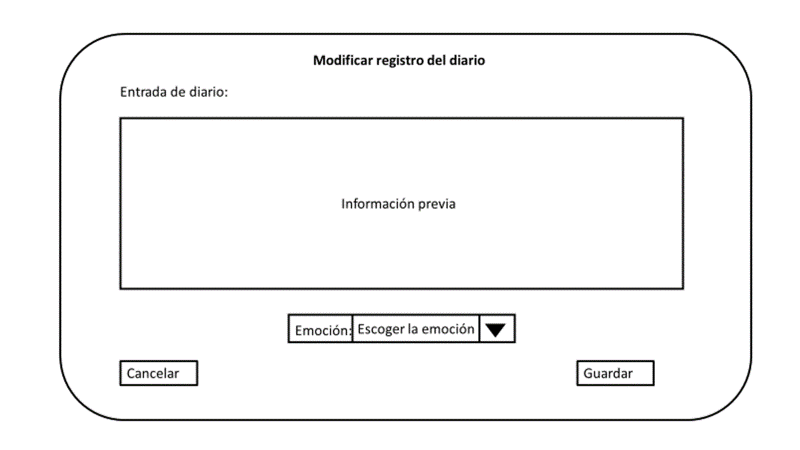 Modificar registro del diario
Entrada de diario:
Información previa
Emoción: Escoger la emoción
Cancelar Guardar